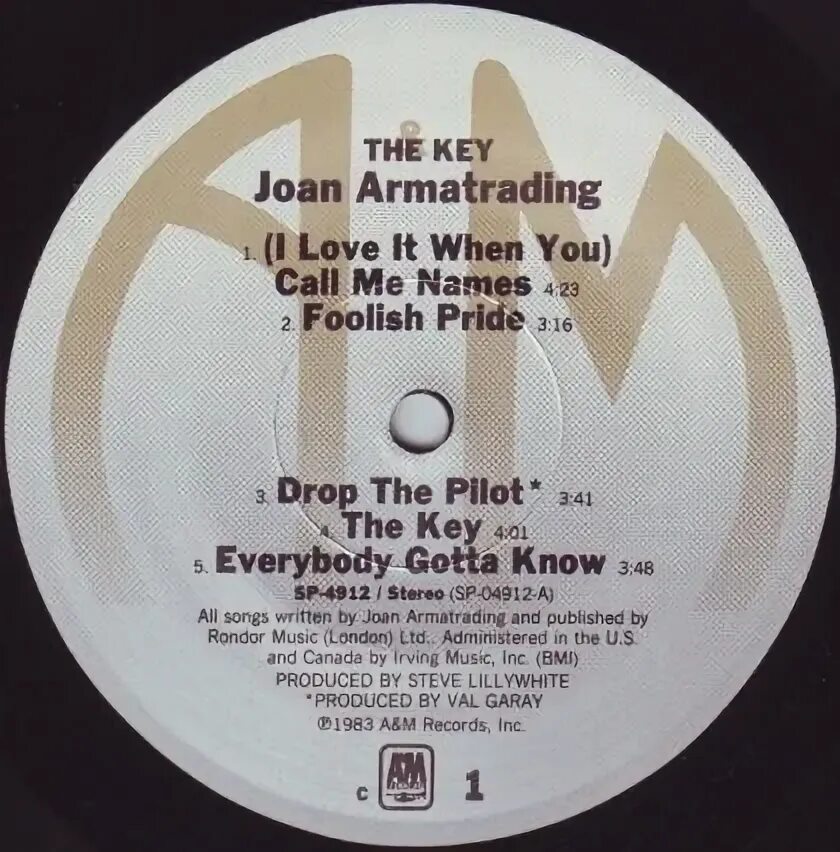 THE KEY
Joan Armatrading
1. (I Love It When You)
Call Me Names 4:23
2. Foolish Pride 3:16
3. Drop The Pilot* 3:41
4. The Key 4:01
5. Everybody Gotta Know 3:48
SP-4912 / Stereo (SP-04912-A)
All songs written by Joan Armatrading and published by
Rondor Music (London) Ltd. Administered in the U.S.
and Canada by Irving Music, Inc. (BMI)
PRODUCED BY STEVE LILLYWHITE
*PRODUCED BY VAL GARAY
℗1983 A&M Records, Inc.
C A&M 1